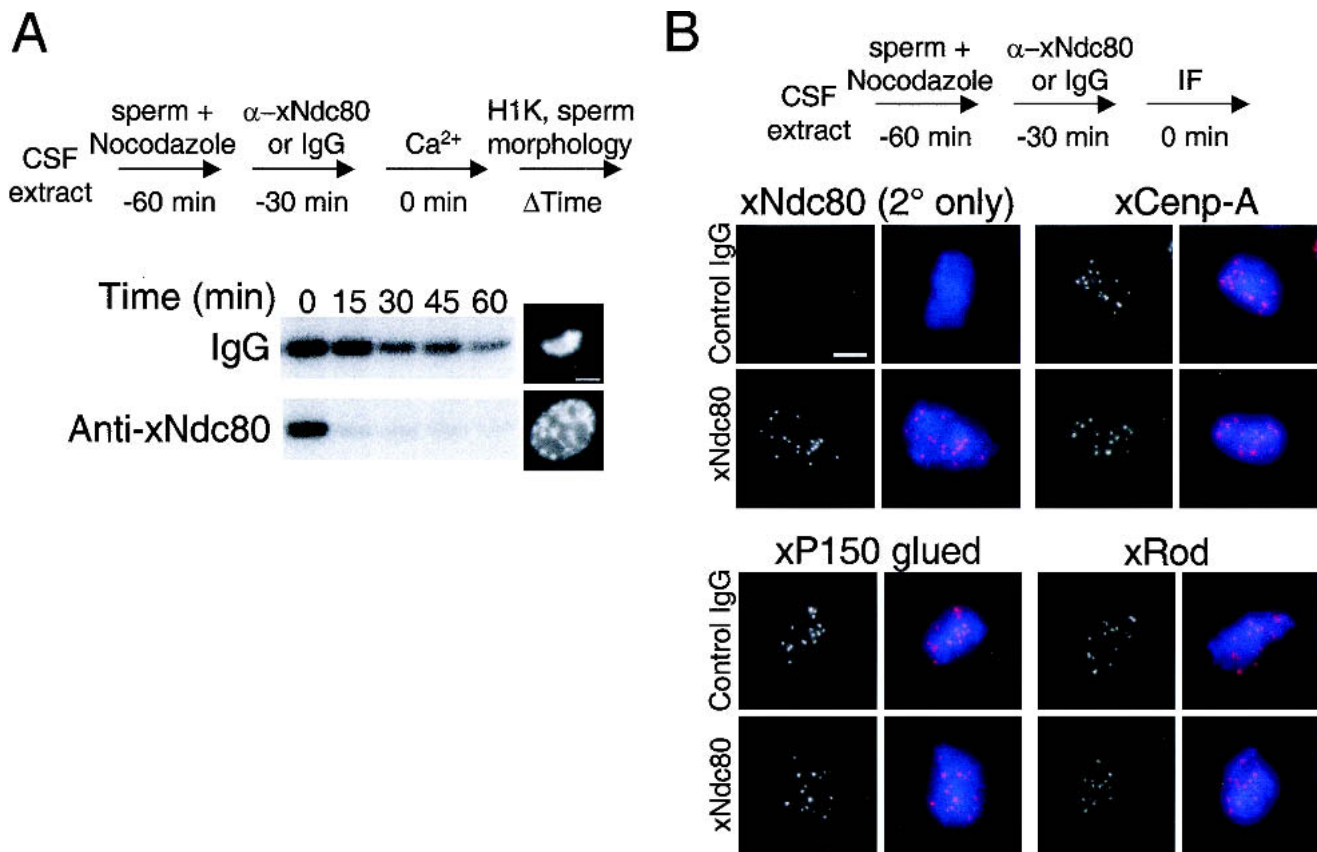 A
sperm +
Nocodazole
α–xNdc80
or IgG
Ca²⁺
H1K, sperm
morphology
CSF
extract
-60 min
-30 min
0 min
ΔTime
Time (min) 0 15 30 45 60
IgG
Anti-xNdc80
B
sperm +
Nocodazole
α–xNdc80
or IgG
IF
CSF
extract
-60 min
-30 min
0 min
xNdc80 (2° only)
xCenp-A
Control IgG
xNdc80
xP150 glued
xRod
Control IgG
xNdc80